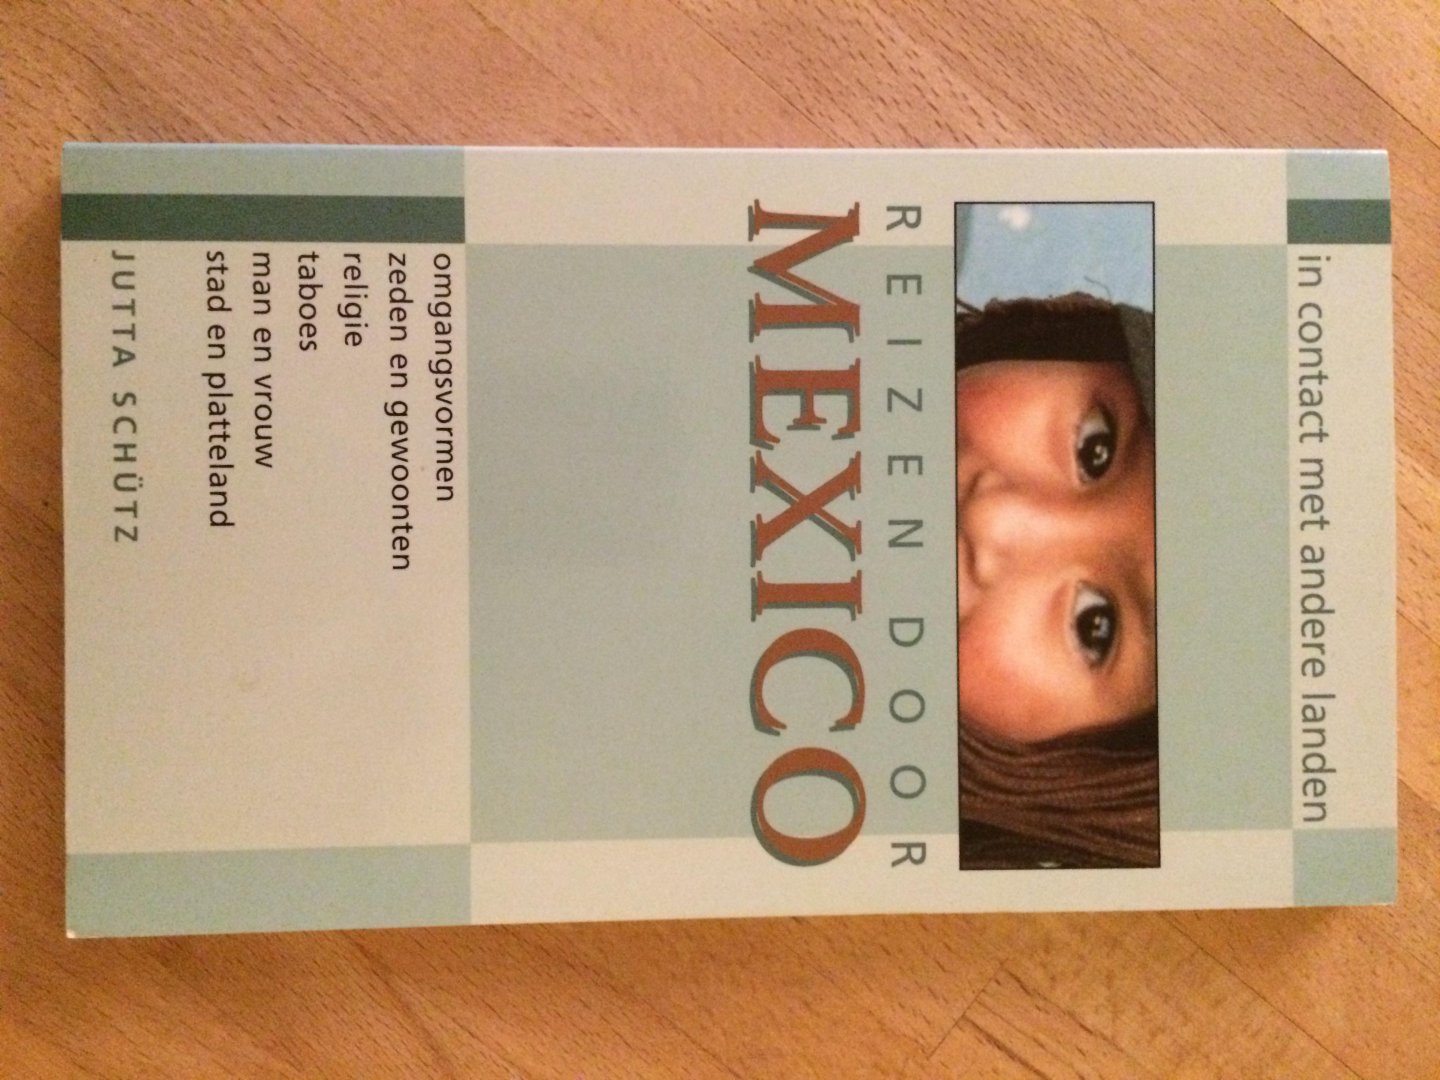 in contact met andere landen
REIZEN DOOR
MEXICO
omgangsvormen
zeden en gewoonten
religie
taboes
man en vrouw
stad en platteland
JUTTA SCHÜTZ